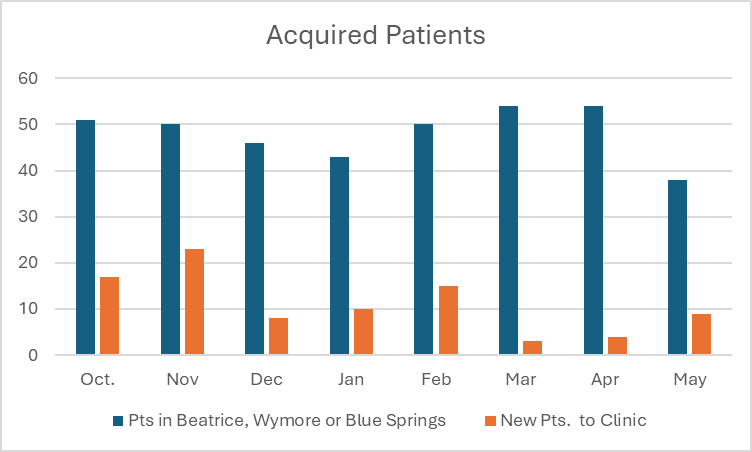 Acquired Patients
60
50
40
30
20
10
0
Oct. Nov Dec Jan Feb Mar Apr May
Pts in Beatrice, Wymore or Blue Springs New Pts.  to Clinic